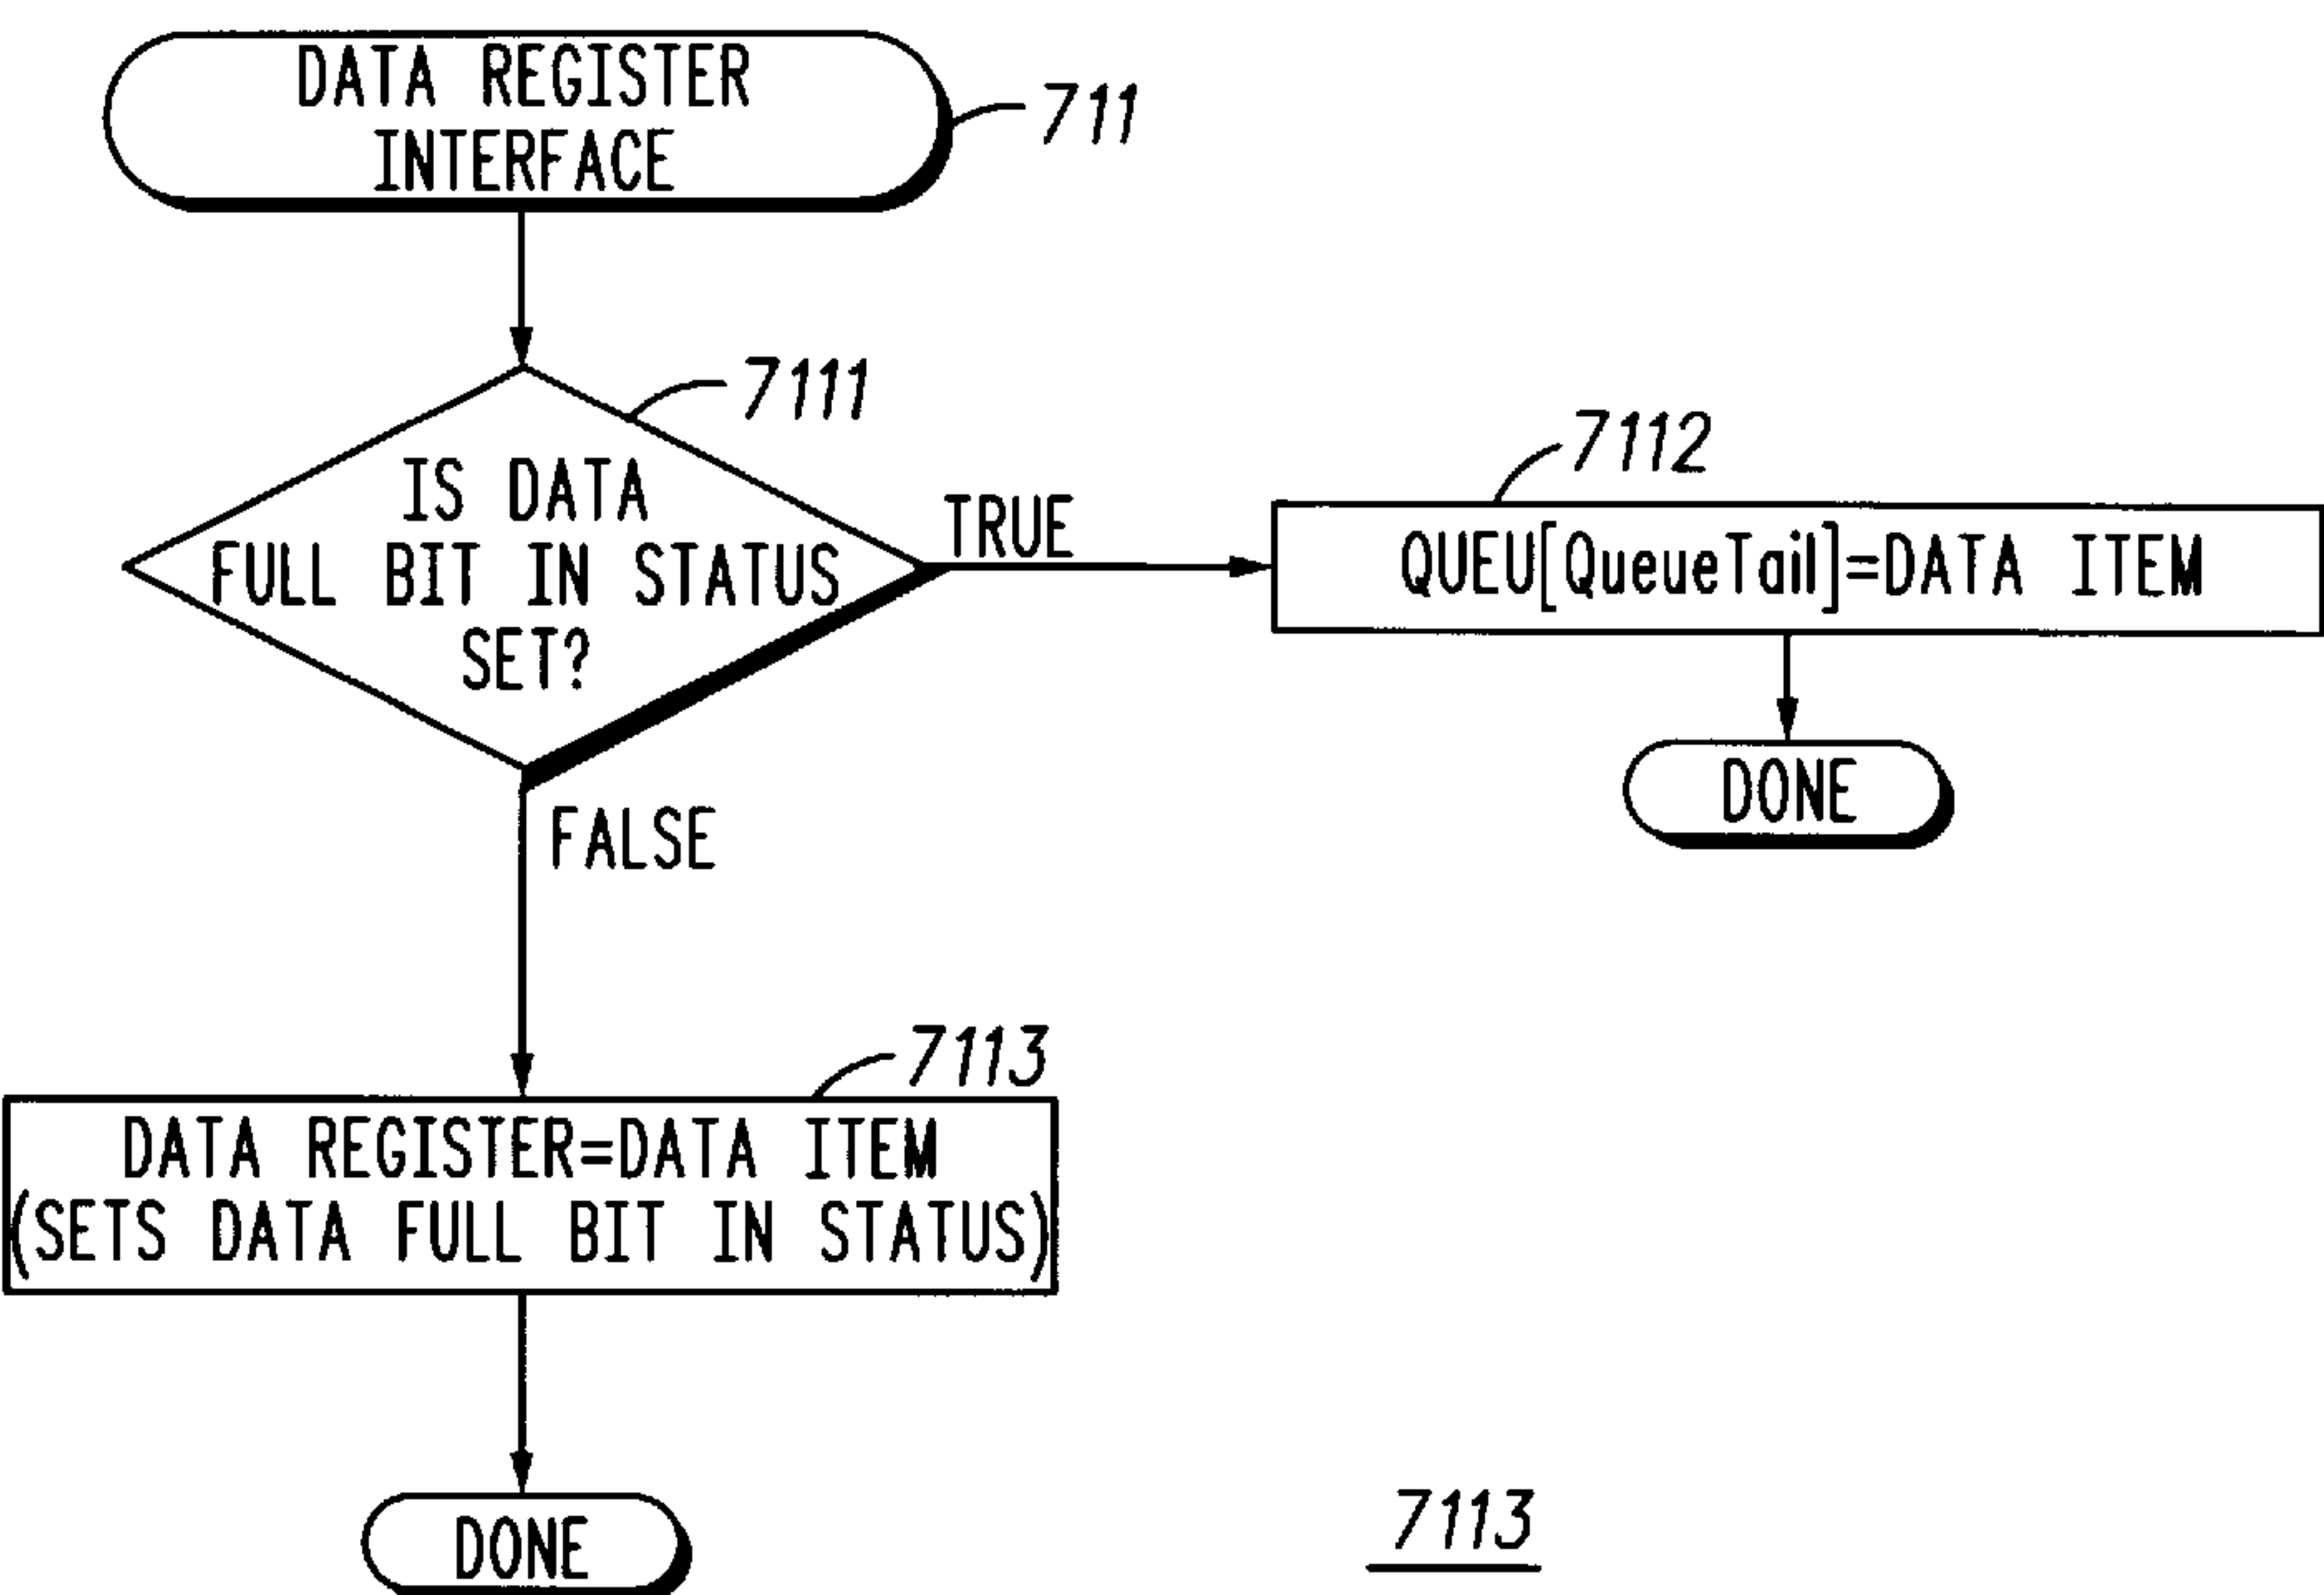 DATA REGISTER
INTERFACE
711
7111
IS DATA
FULL BIT IN STATUS
SET?
TRUE
7112
QUEU[QueueTail]=DATA ITEM
DONE
FALSE
7113
DATA REGISTER=DATA ITEM
(SETS DATA FULL BIT IN STATUS)
DONE
7113